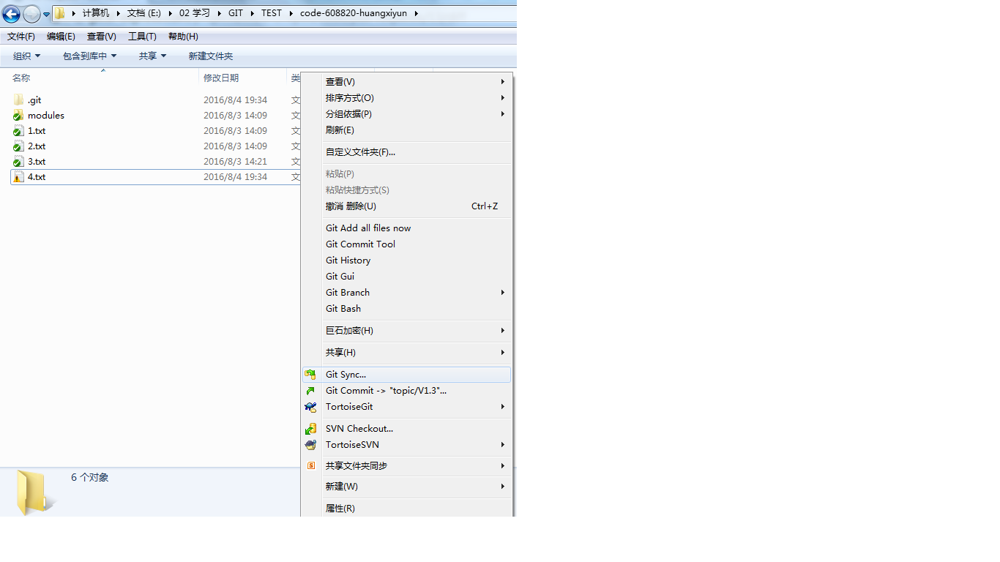 计算机 文档 (E:) 02 学习 GIT TEST code-608820-huangxiyun
文件(F) 编辑(E) 查看(V) 工具(T) 帮助(H)
组织 包含到库中 共享 新建文件夹
名称 修改日期 类
.git 2016/8/4 19:34 文
modules 2016/8/3 14:09 文
1.txt 2016/8/3 14:09 文
2.txt 2016/8/3 14:09 文
3.txt 2016/8/3 14:21 文
4.txt 2016/8/4 19:34 文
查看(V)
排序方式(O)
分组依据(P)
刷新(E)
自定义文件夹(F)...
粘贴(P)
粘贴快捷方式(S)
撤消 删除(U) Ctrl+Z
Git Add all files now
Git Commit Tool
Git History
Git Gui
Git Branch
Git Bash
巨石加密(H)
共享(H)
Git Sync...
Git Commit -> "topic/V1.3"...
TortoiseGit
SVN Checkout...
TortoiseSVN
共享文件夹同步
新建(W)
属性(R)
6 个对象